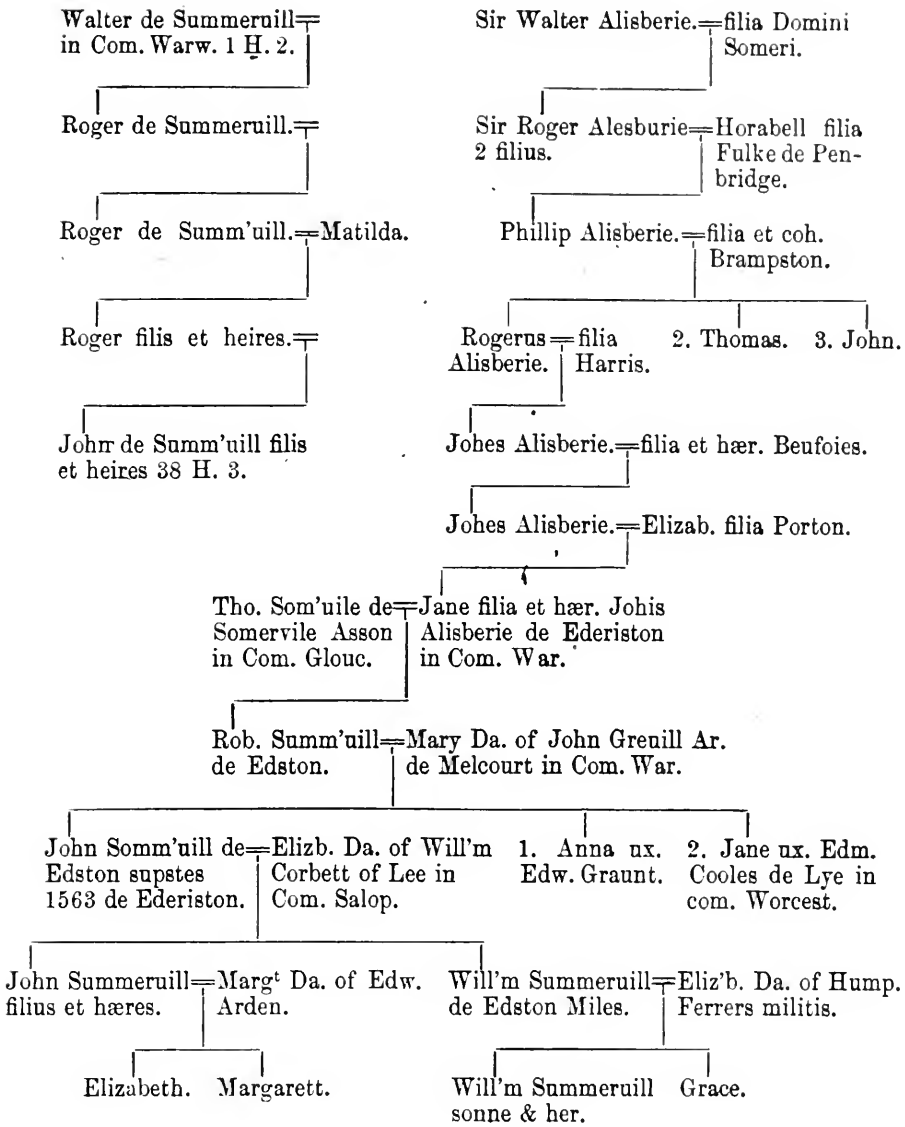 Walter de Summeruill
in Com. Warw. 1 H. 2.
Sir Walter Alisberie.=filia Domini
Someri.
Roger de Summeruill.
Sir Roger Alesburie=Horabell filia
2 filius. Fulke de Pen-
bridge.
Roger de Summ'uill.=Matilda.
Phillip Alisberie.=filia et coh.
Brampston.
Roger filis et heires.
Rogerus=filia 2. Thomas. 3. John.
Alisberie. Harris.
John de Summ'uill filis
et heires 38 H. 3.
Johes Alisberie.=filia et hær. Beufoies.
Johes Alisberie.=Elizab. filia Porton.
Tho. Som'uile de=Jane filia et hær. Johis
Somervile Asson Alisberie de Ederiston
in Com. Glouc. in Com. War.
Rob. Summ'uill=Mary Da. of John Greuill Ar.
de Edston. de Melcourt in Com. War.
John Somm'uill de=Elizb. Da. of Will'm
Edston supstes Corbett of Lee in
1563 de Ederiston. Com. Salop.
1. Anna ux.
Edw. Graunt.
2. Jane ux. Edm.
Cooles de Lye in
com. Worcest.
John Summeruill=Margᵗ Da. of Edw.
filius et hæres. Arden.
Will'm Summeruill=Eliz'b. Da. of Hump.
de Edston Miles. Ferrers militis.
Elizabeth. Margarett.
Will'm Summeruill Grace.
sonne & her.